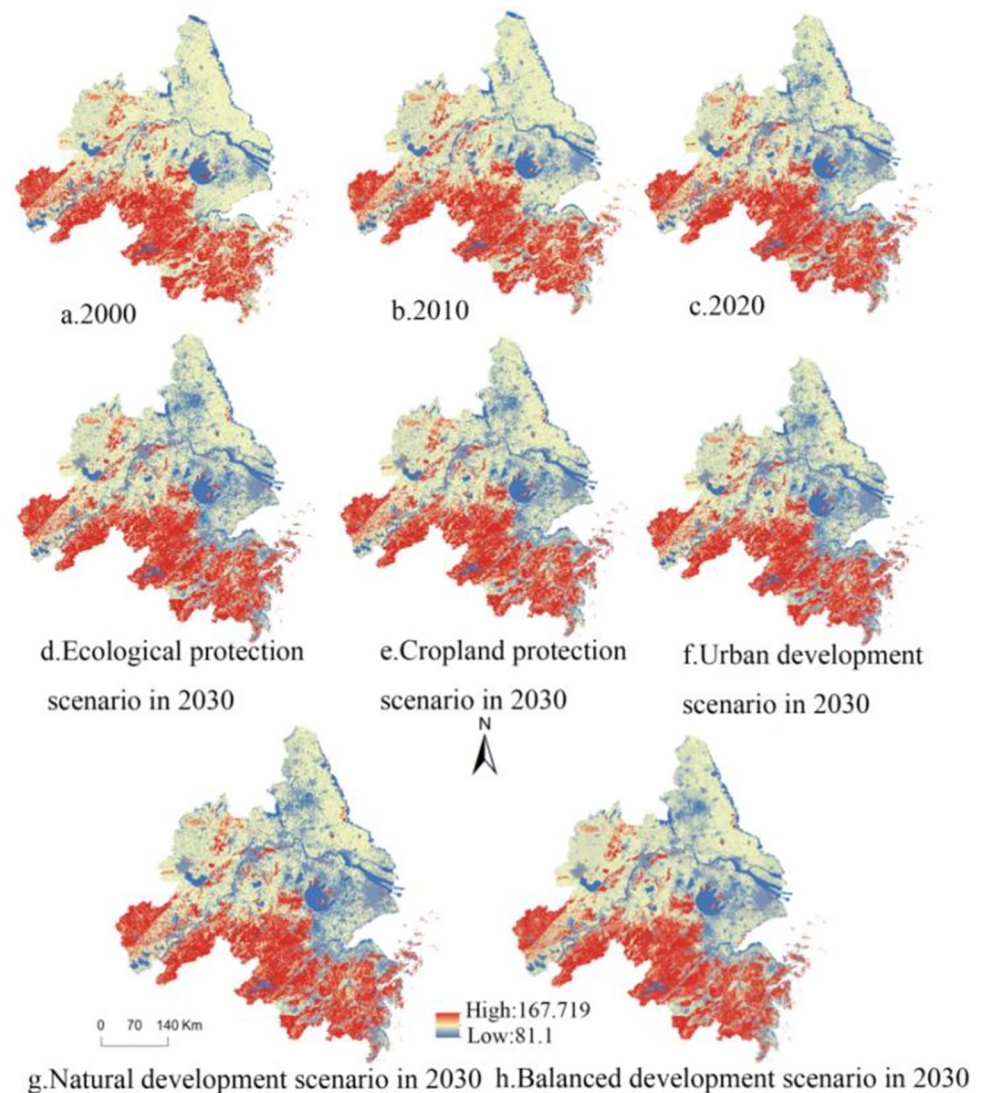 a.2000
b.2010
c.2020
d.Ecological protection
scenario in 2030
e.Cropland protection
scenario in 2030
f.Urban development
scenario in 2030
N
0 70 140 Km
High:167.719
Low:81.1
g.Natural development scenario in 2030
h.Balanced development scenario in 2030